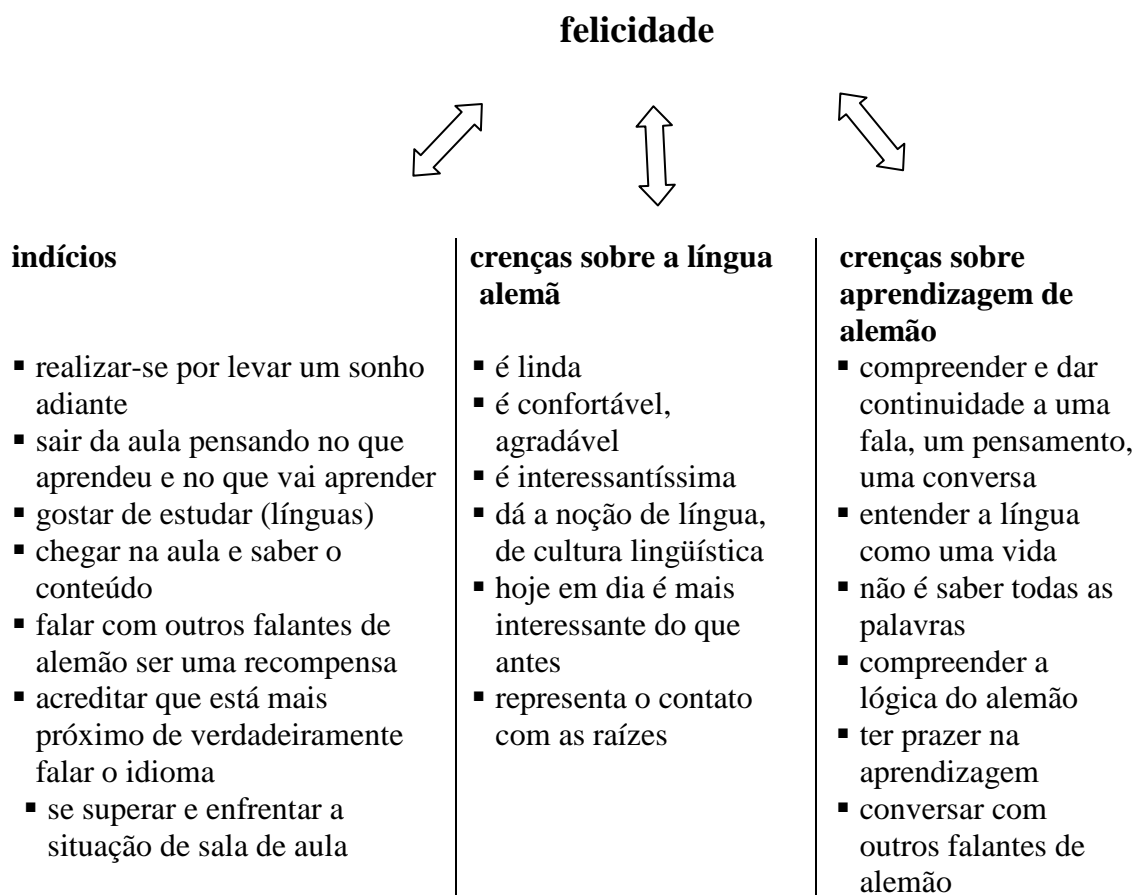 felicidade
indícios
▪ realizar-se por levar um sonho
adiante
▪ sair da aula pensando no que
aprendeu e no que vai aprender
▪ gostar de estudar (línguas)
▪ chegar na aula e saber o
conteúdo
▪ falar com outros falantes de
alemão ser uma recompensa
▪ acreditar que está mais
próximo de verdadeiramente
falar o idioma
▪ se superar e enfrentar a
situação de sala de aula
crenças sobre a língua
alemã
▪ é linda
▪ é confortável,
agradável
▪ é interessantíssima
▪ dá a noção de língua,
de cultura lingüística
▪ hoje em dia é mais
interessante do que
antes
▪ representa o contato
com as raízes
crenças sobre
aprendizagem de
alemão
▪ compreender e dar
continuidade a uma
fala, um pensamento,
uma conversa
▪ entender a língua
como uma vida
▪ não é saber todas as
palavras
▪ compreender a
lógica do alemão
▪ ter prazer na
aprendizagem
▪ conversar com
outros falantes de
alemão